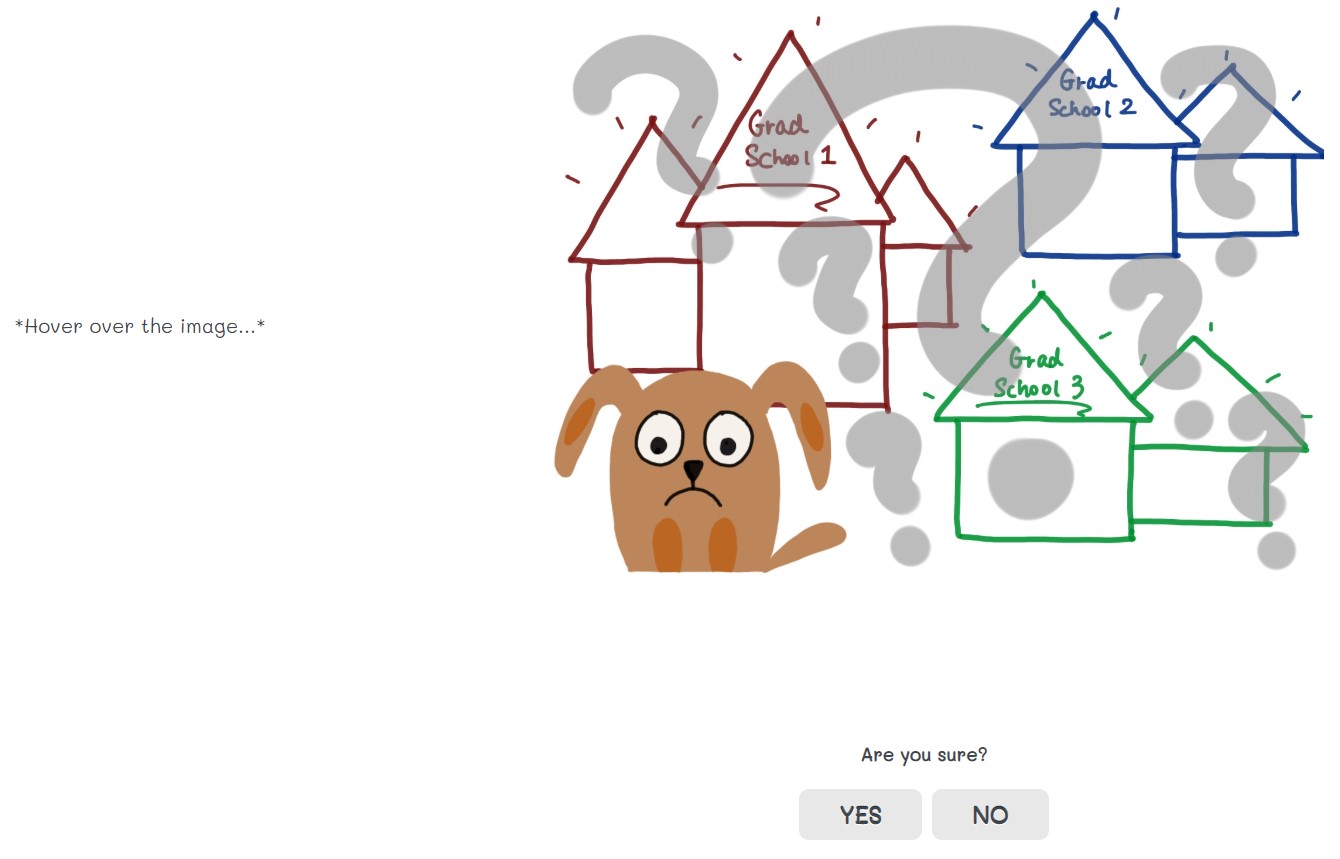 Grad
School 1
Grad
School 2
*Hover over the image...*
Grad
School 3
Are you sure?
YES
NO